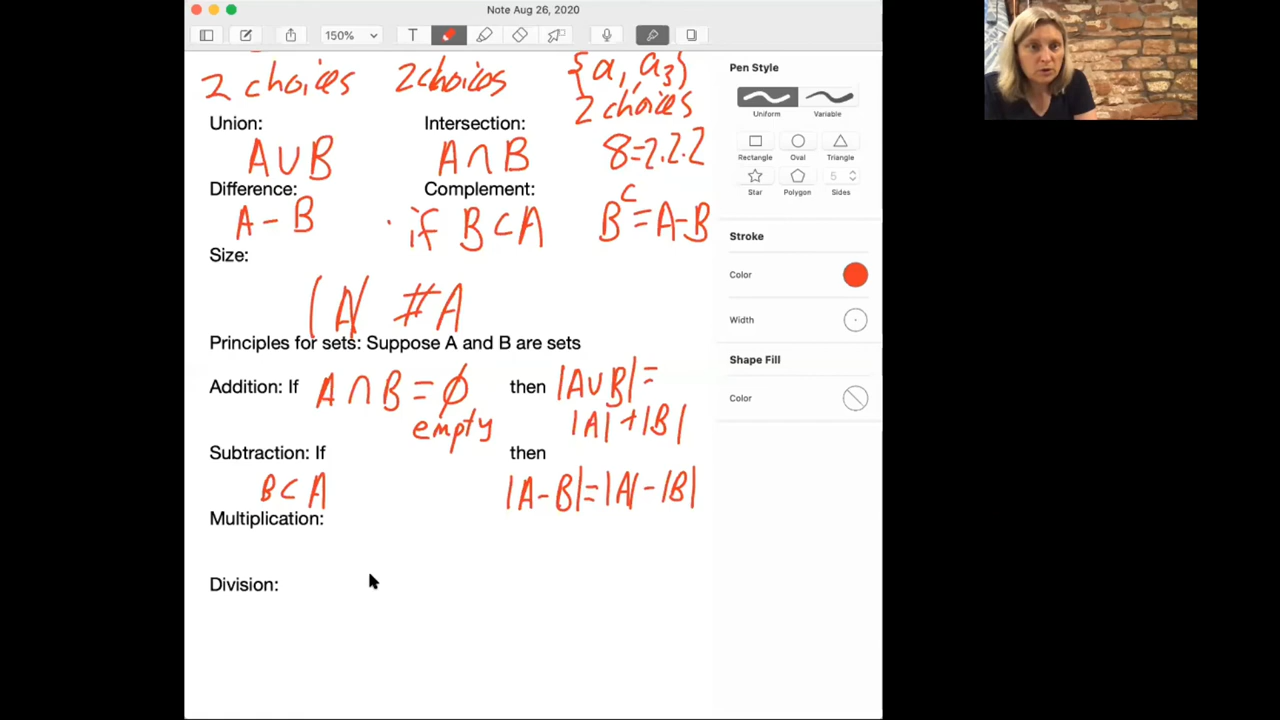 Note Aug 26, 2020
150%
T
2 choices 2 choices {a, a3}
2 choices
Union: Intersection:
A∪B A∩B 8=2.2.2
Difference: Complement:
A-B · if B⊂A Bᶜ=A-B
Size:
|A| #A
Principles for sets: Suppose A and B are sets
Addition: If A∩B=∅ then |A∪B|=
empty |A|+|B|
Subtraction: If then
B⊂A |A-B|=|A|-|B|
Multiplication:
Division:
Pen Style
Uniform Variable
Rectangle Oval Triangle
5
Star Polygon Sides
Stroke
Color
Width
Shape Fill
Color